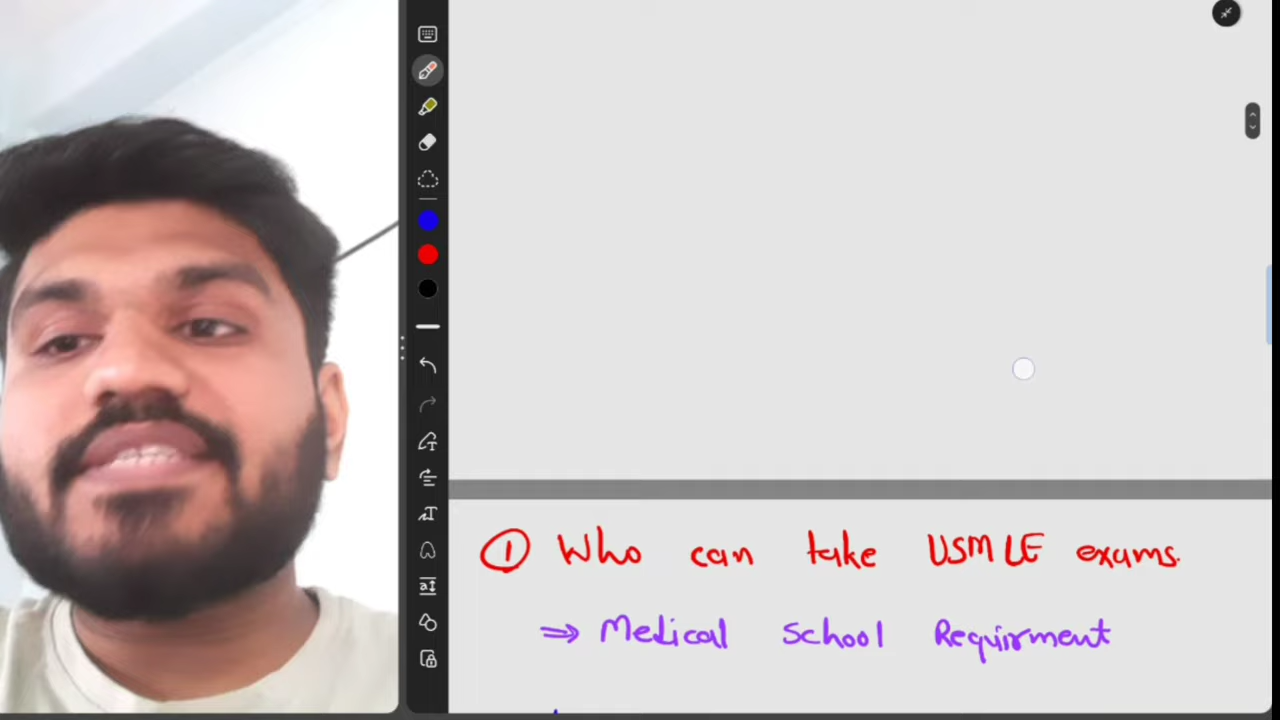 ① Who can take USMLE exams.
⇒ Medical School Requirment